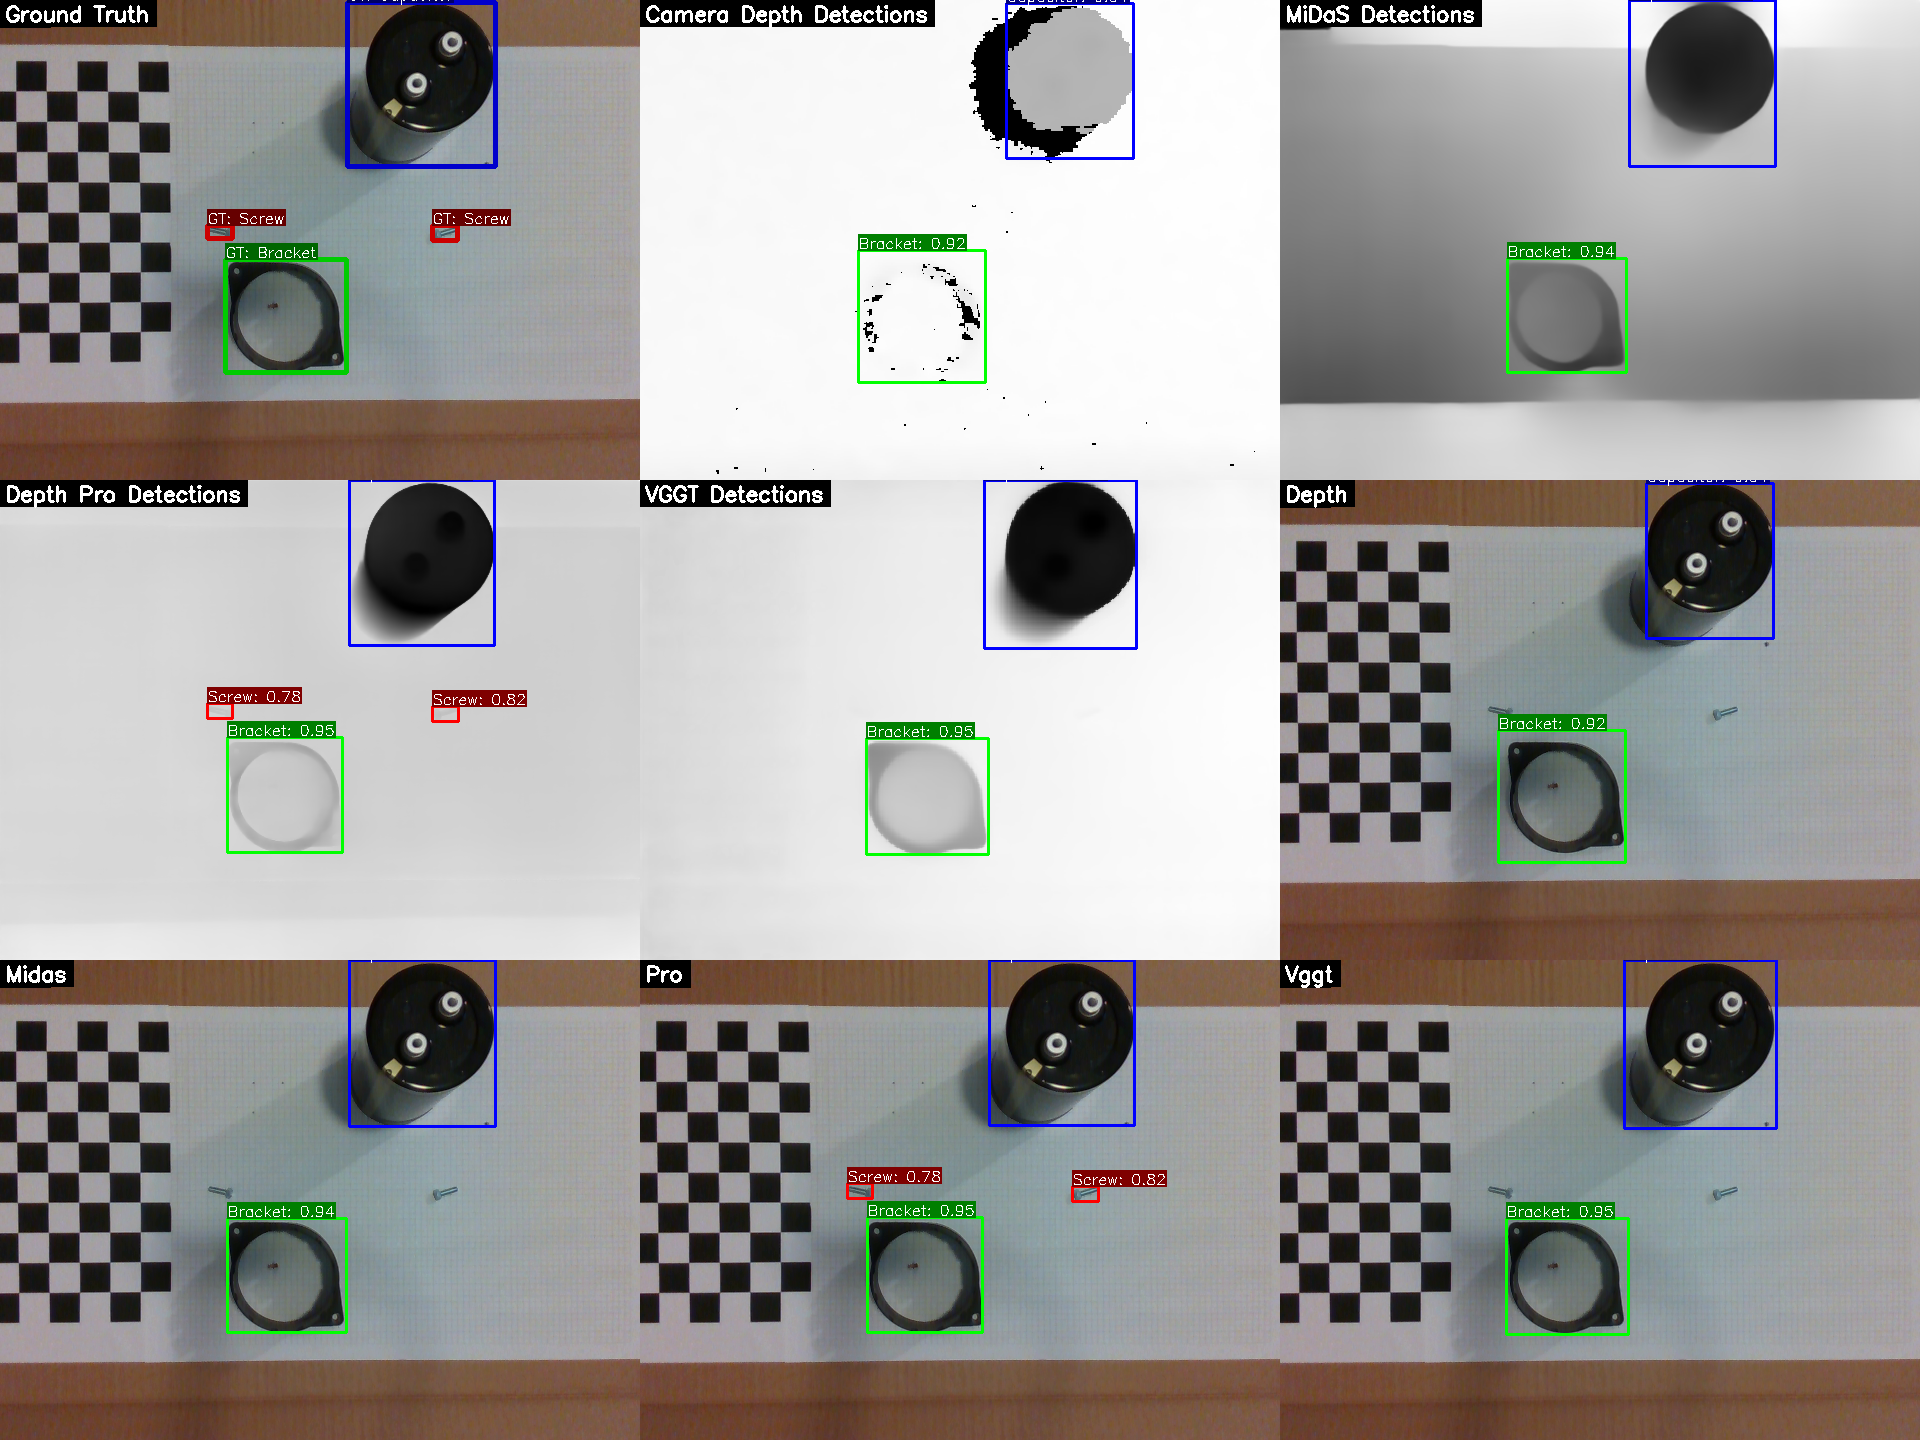 Ground Truth
Camera Depth Detections
MiDaS Detections
GT: Screw
GT: Screw
GT: Bracket
Bracket: 0.92
Bracket: 0.94
Depth Pro Detections
VGGT Detections
Depth
Screw: 0.78
Screw: 0.82
Bracket: 0.95
Bracket: 0.95
Bracket: 0.92
Midas
Pro
Vggt
Screw: 0.78
Screw: 0.82
Bracket: 0.94
Bracket: 0.95
Bracket: 0.95